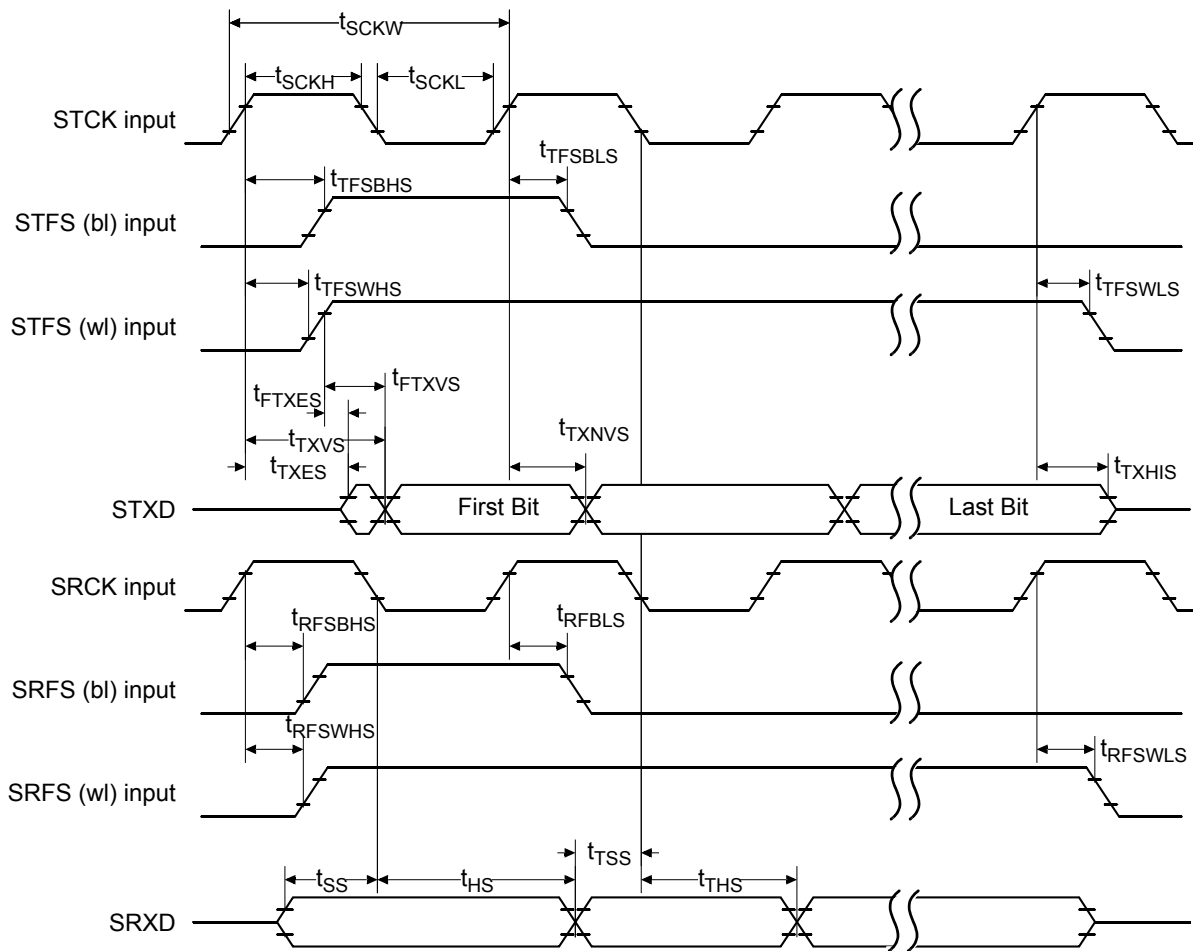 tSCKW
tSCKH
tSCKL
STCK input
tTFSBLS
tTFSBHS
STFS (bl) input
tTFSWHS
tTFSWLS
STFS (wl) input
tFTXVS
tFTXES
tTXVS
tTXNVS
tTXES
tTXHIS
STXD
First Bit
Last Bit
SRCK input
tRFSBHS
tRFBLS
SRFS (bl) input
tRFSWHS
tRFSWLS
SRFS (wl) input
tTSS
tSS
tHS
tTHS
SRXD